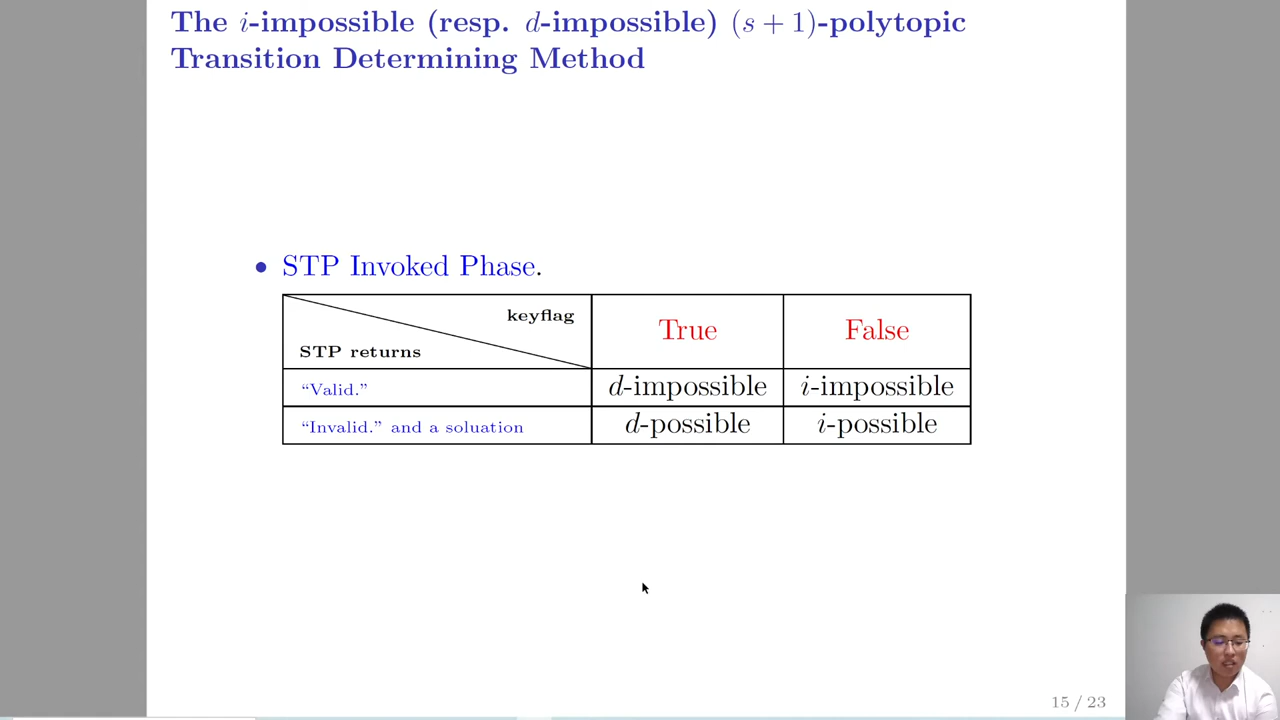 The i-impossible (resp. d-impossible) (s + 1)-polytopic
Transition Determining Method
• STP Invoked Phase.
keyflag
STP returns
True
False
“Valid.”
d-impossible
i-impossible
“Invalid.” and a soluation
d-possible
i-possible
15 / 23